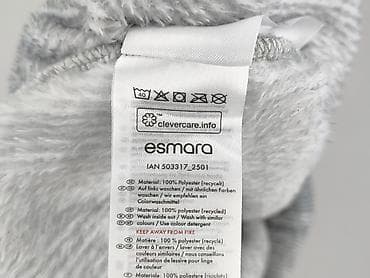 40
clevercare.info
esmara
IAN 503317_2501
Material: 100% Polyester (recycelt)
Auf links waschen / mit ähnlichen Farben
waschen / wir empfehlen ein
Colorwaschmittel
Material: 100% Polyester (recycled)
Wash inside out / Wash with similar
colours / Use colour detergent
KEEP AWAY FROM FIRE
Matière : 100 % polyester (recyclé)
Laver à l'envers / laver avec des
couleurs similaires / nous conseillons
l'utilisation de lessive pour linge
de couleur
100% polyester